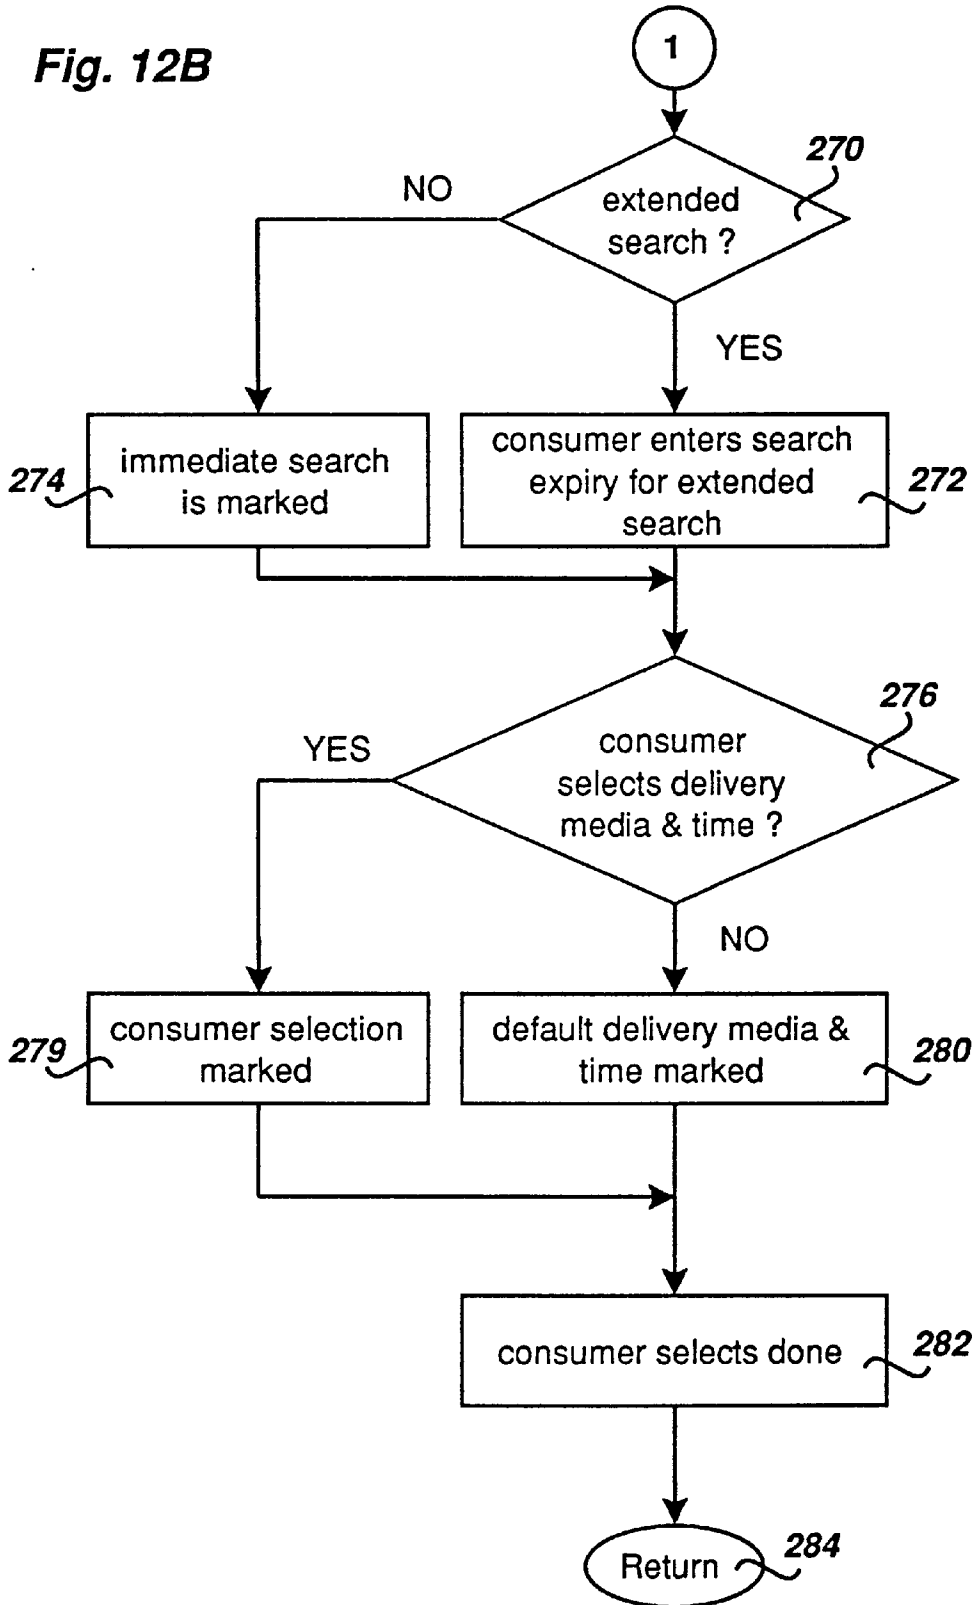 Fig. 12B
1
270
NO
extended
search ?
YES
274
immediate search
is marked
consumer enters search
expiry for extended
search
272
276
YES
consumer
selects delivery
media & time ?
NO
279
consumer selection
marked
default delivery media &
time marked
280
consumer selects done
282
Return
284